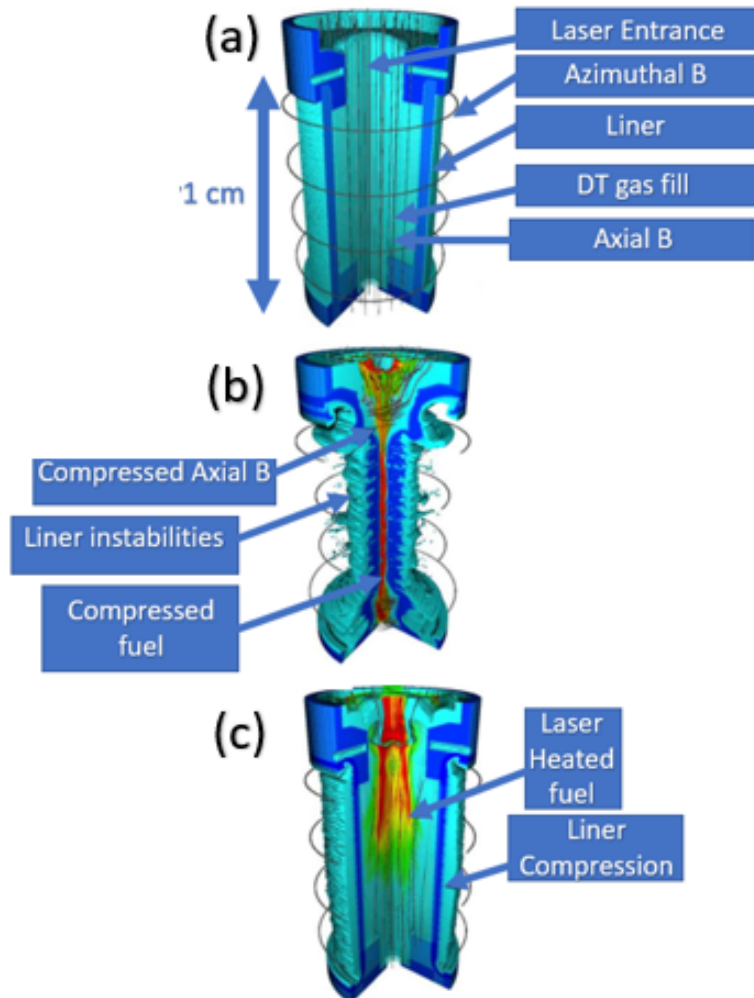 (a)
Laser Entrance
Azimuthal B
Liner
DT gas fill
Axial B
1 cm
(b)
Compressed Axial B
Liner instabilities
Compressed
fuel
(c)
Laser
Heated
fuel
Liner
Compression